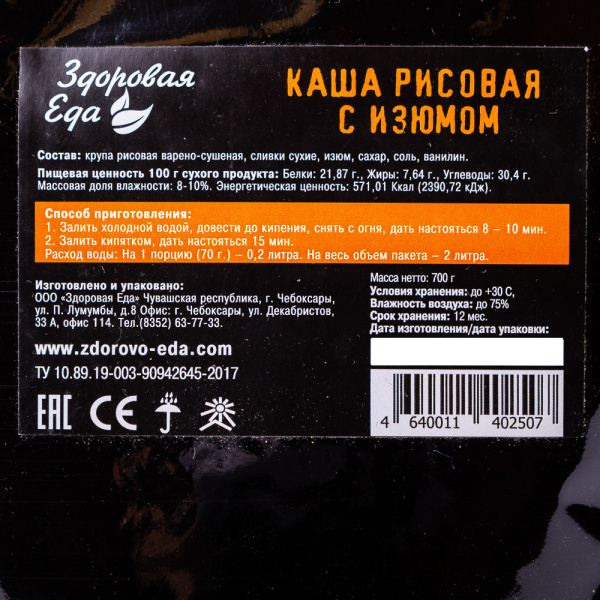 Здоровая
Еда
КАША РИСОВАЯ
С ИЗЮМОМ
Состав: крупа рисовая варено-сушеная, сливки сухие, изюм, сахар, соль, ванилин.
Пищевая ценность 100 г сухого продукта: Белки: 21,87 г., Жиры: 7,64 г., Углеводы: 30,4 г.
Массовая доля влажности: 8-10%. Энергетическая ценность: 571,01 Ккал (2390,72 кДж).
Способ приготовления:
1. Залить холодной водой, довести до кипения, снять с огня, дать настояться 8 – 10 мин.
2. Залить кипятком, дать настояться 15 мин.
Расход воды: На 1 порцию (70 г.) – 0,2 литра. На весь объем пакета – 2 литра.
Изготовлено и упаковано:
ООО «Здоровая Еда» Чувашская республика, г. Чебоксары,
ул. П. Лумумбы, д.8 Офис: г. Чебоксары, ул. Декабристов,
33 А, офис 114. Тел.(8352) 63-77-33.
www.zdorovo-eda.com
ТУ 10.89.19-003-90942645-2017
Масса нетто: 700 г
Условия хранения: до +30 С,
Влажность воздуха: до 75%
Срок хранения: 12 мес.
Дата изготовления/дата упаковки:
EAC CE
4 640011 402507